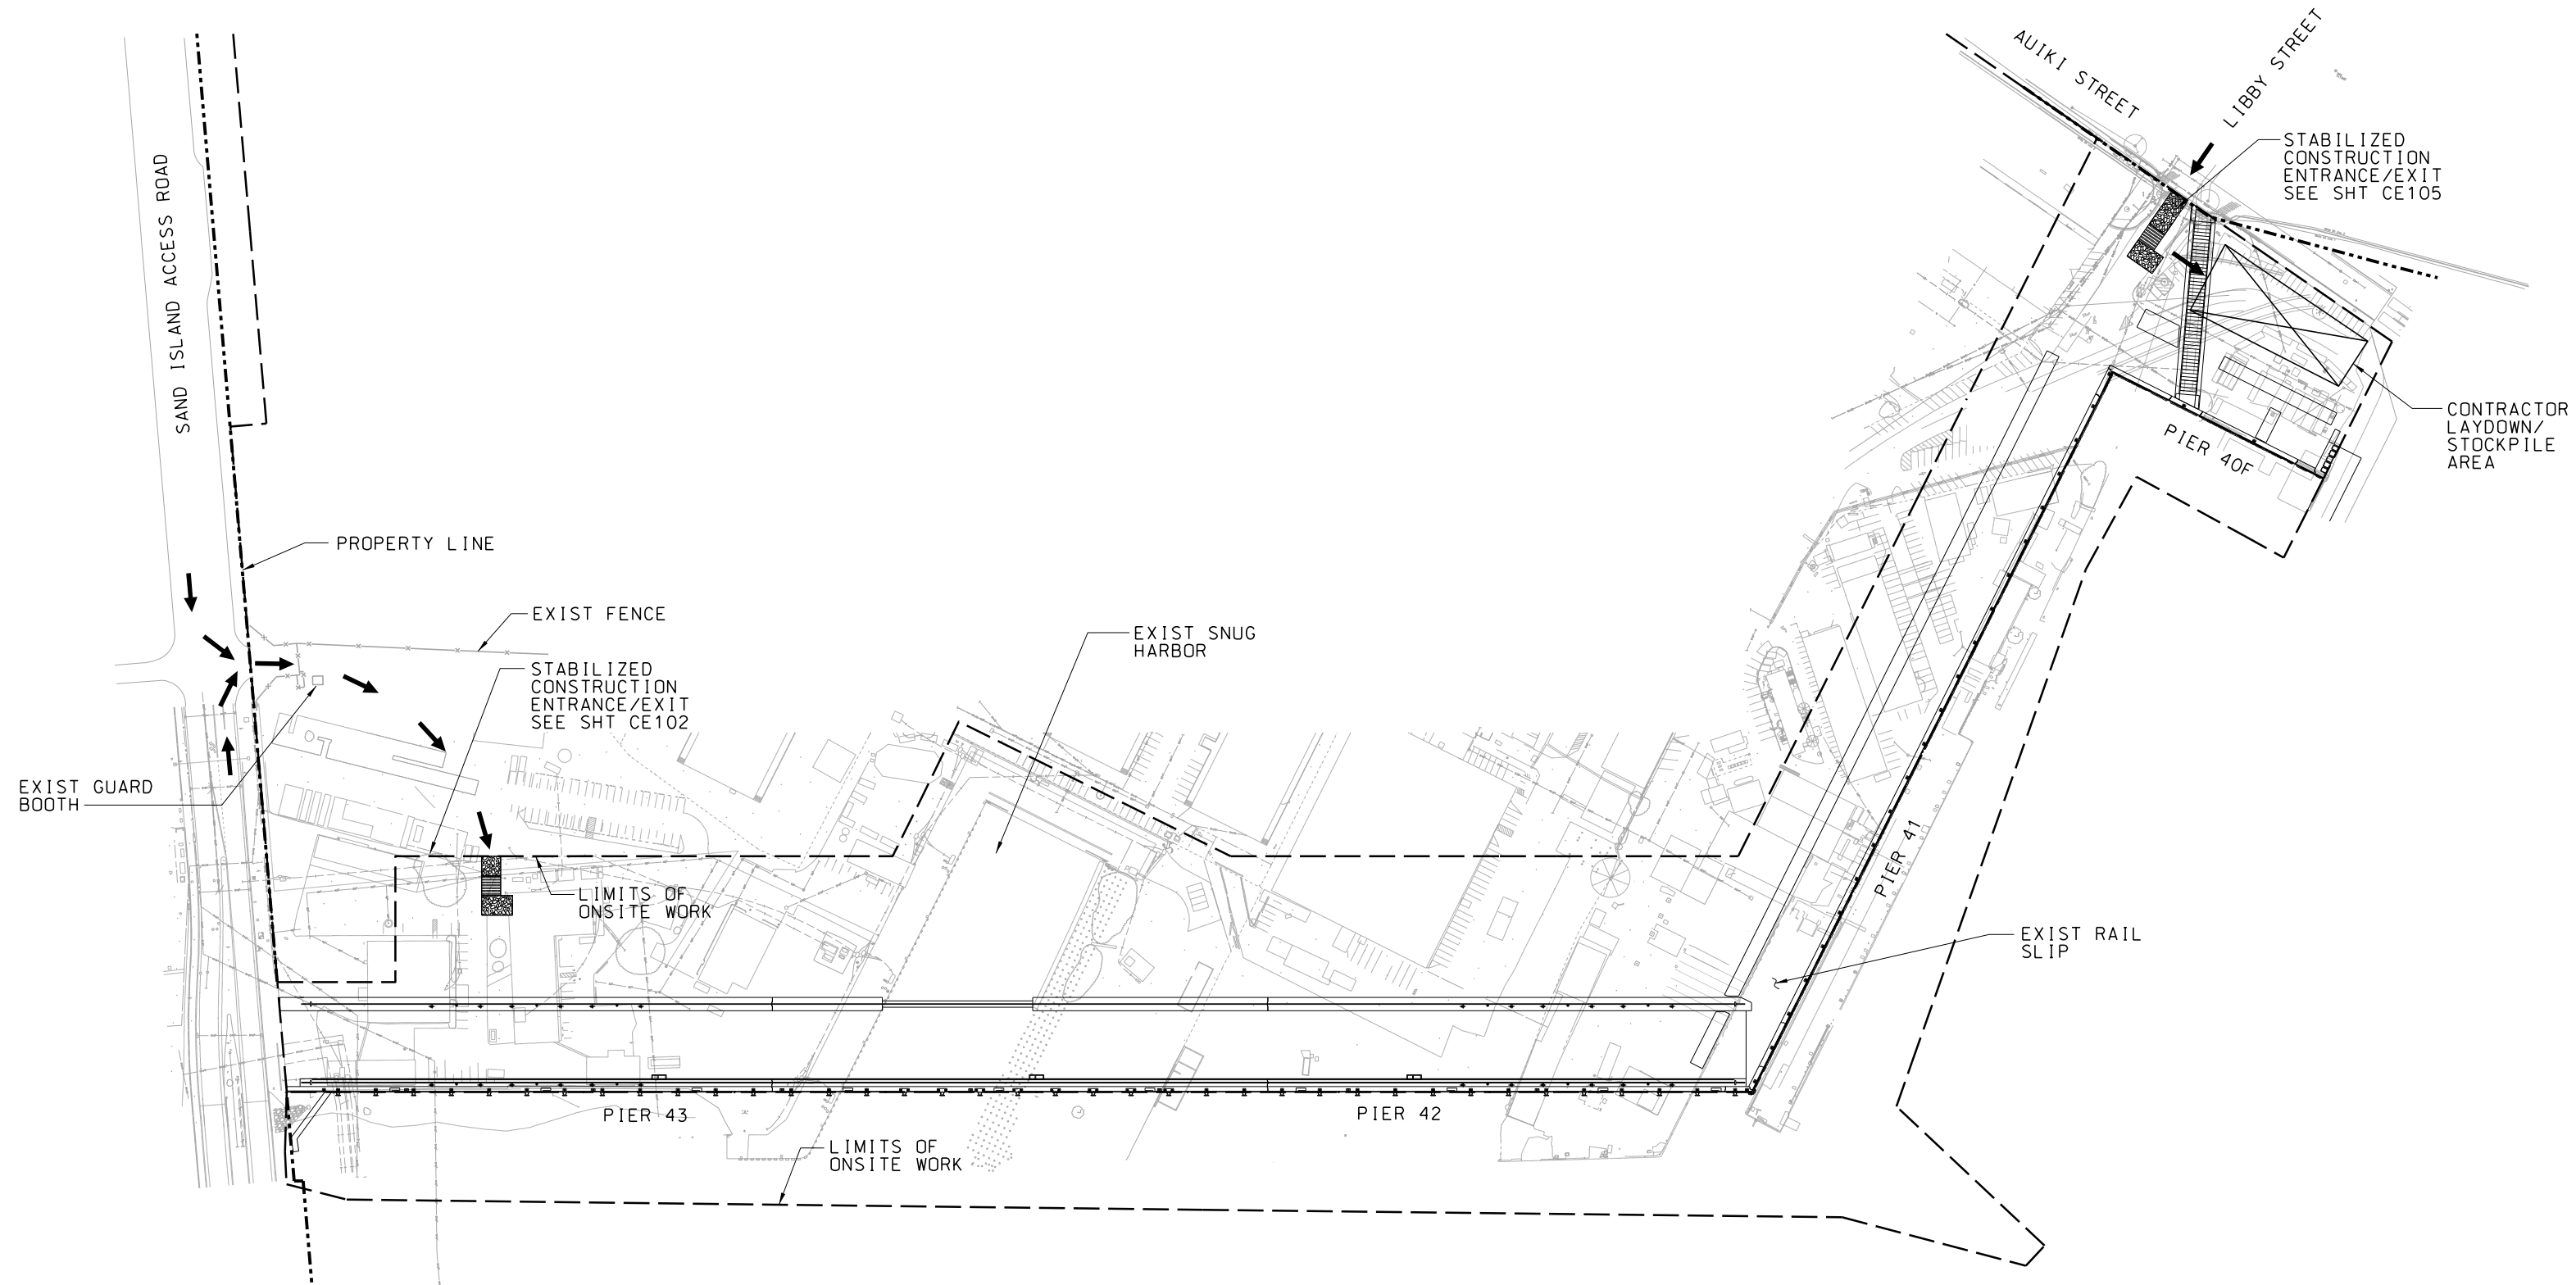 AUIKI STREET
LIBBY STREET
STABILIZED
CONSTRUCTION
ENTRANCE/EXIT
SEE SHT CE105
SAND ISLAND ACCESS ROAD
CONTRACTOR
LAYDOWN/
STOCKPILE
AREA
PIER 40F
PROPERTY LINE
EXIST FENCE
EXIST SNUG
HARBOR
STABILIZED
CONSTRUCTION
ENTRANCE/EXIT
SEE SHT CE102
EXIST GUARD
BOOTH
PIER 41
LIMITS OF
ONSITE WORK
EXIST RAIL
SLIP
PIER 43
PIER 42
LIMITS OF
ONSITE WORK